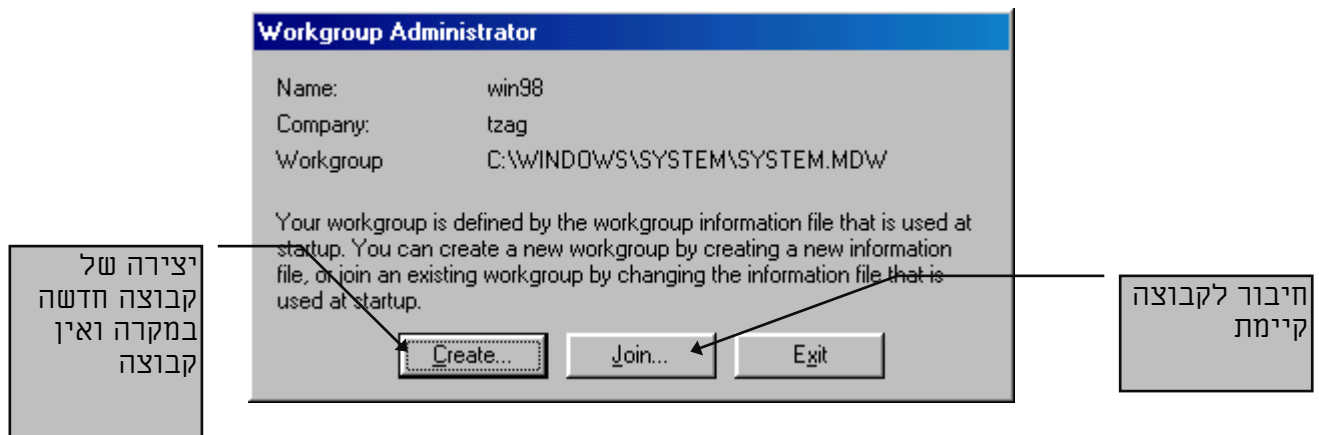 Workgroup Administrator
Name: win98
Company: tzag
Workgroup C:\WINDOWS\SYSTEM\SYSTEM.MDW
Your workgroup is defined by the workgroup information file that is used at
startup. You can create a new workgroup by creating a new information
file, or join an existing workgroup by changing the information file that is
used at startup.
Create... Join... Exit
יצירה של
קבוצה חדשה
במקרה ואין
קבוצה
חיבור לקבוצה
קיימת